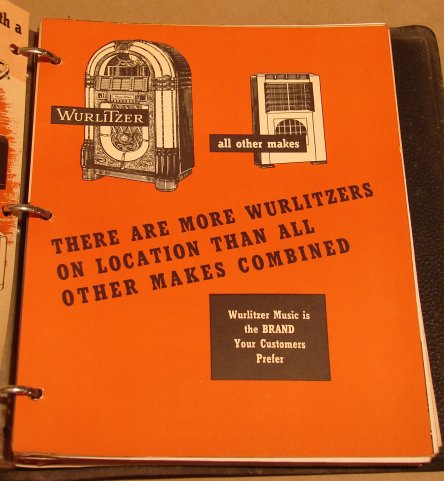 th a
WURLITZER
all other makes
THERE ARE MORE WURLITZERS
ON LOCATION THAN ALL
OTHER MAKES COMBINED
Wurlitzer Music is
the BRAND
Your Customers
Prefer